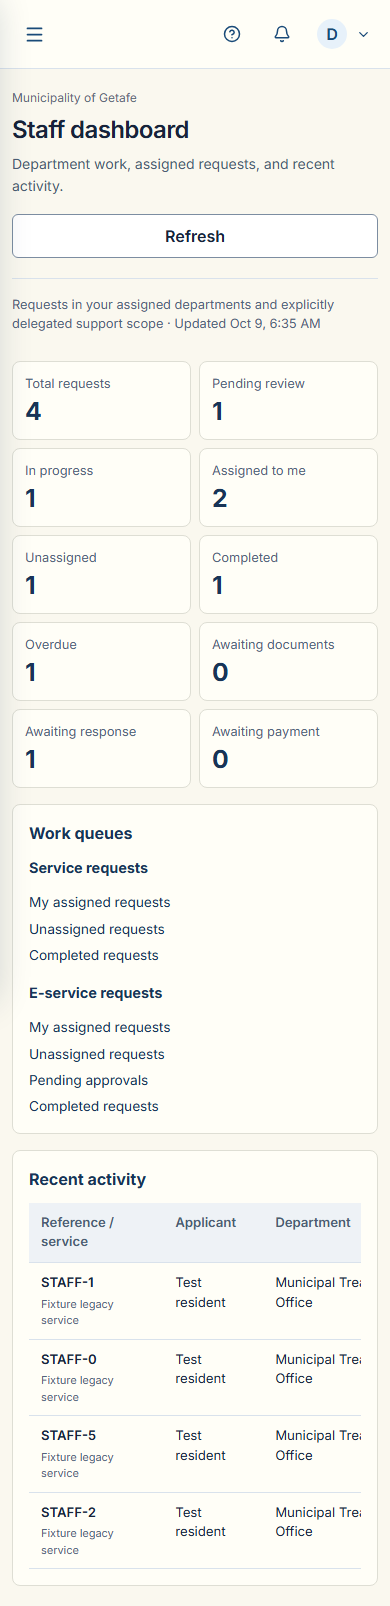 D
Municipality of Getafe
Staff dashboard
Department work, assigned requests, and recent
activity.
Refresh
Requests in your assigned departments and explicitly
delegated support scope · Updated Oct 9, 6:35 AM
Total requests
4
Pending review
1
In progress
1
Assigned to me
2
Unassigned
1
Completed
1
Overdue
1
Awaiting documents
0
Awaiting response
1
Awaiting payment
0
Work queues
Service requests
My assigned requests
Unassigned requests
Completed requests
E-service requests
My assigned requests
Unassigned requests
Pending approvals
Completed requests
Recent activity
Reference /
service
Applicant
Department
STAFF-1
Fixture legacy
service
Test
resident
Municipal
Office
STAFF-0
Fixture legacy
service
Test
resident
Municipal
Office
STAFF-5
Fixture legacy
service
Test
resident
Municipal
Office
STAFF-2
Fixture legacy
service
Test
resident
Municipal
Office